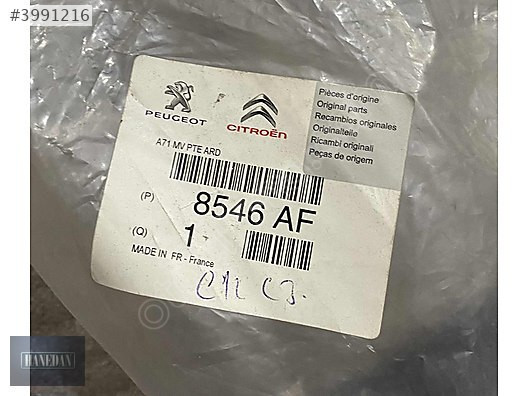 #3991216
PEUGEOT
CITROËN
Pièces d'origine
Original parts
Recambios originales
Originalteile
Ricambi originali
Peças de origem
A71 MV PTE ARD
(P)
8546 AF
(Q)
1
MADE IN FR - France
C3.
HANEDAN